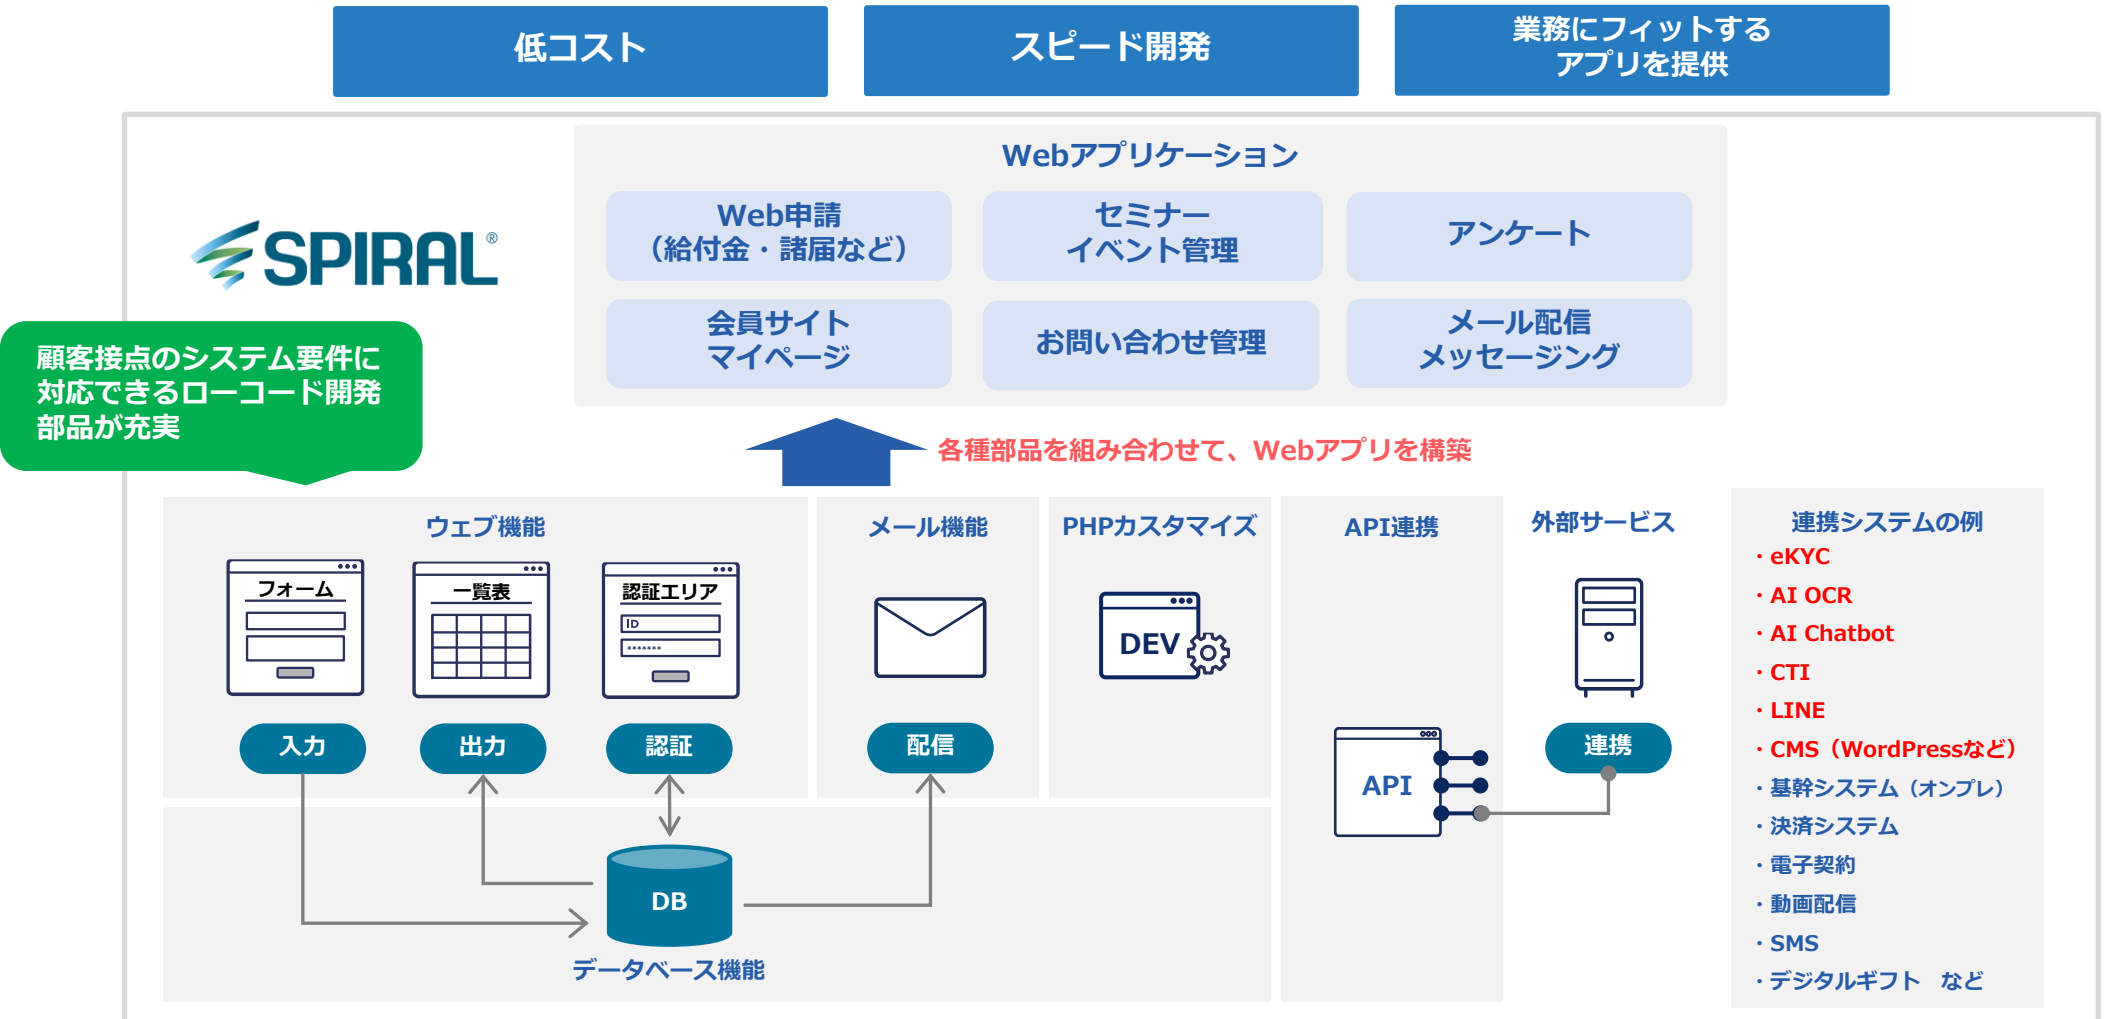 低コスト
スピード開発
業務にフィットする
アプリを提供
Webアプリケーション
Web申請
（給付金・諸届など）
セミナー
イベント管理
アンケート
会員サイト
マイページ
お問い合わせ管理
メール配信
メッセージング
SPIRAL®
顧客接点のシステム要件に
対応できるローコード開発
部品が充実
各種部品を組み合わせて、Webアプリを構築
ウェブ機能
フォーム
一覧表
認証エリア
ID
*******
入力
出力
認証
メール機能
配信
PHPカスタマイズ
DEV
DB
データベース機能
API連携
API
外部サービス
連携
連携システムの例
・eKYC
・AI OCR
・AI Chatbot
・CTI
・LINE
・CMS（WordPressなど）
・基幹システム（オンプレ）
・決済システム
・電子契約
・動画配信
・SMS
・デジタルギフト　など